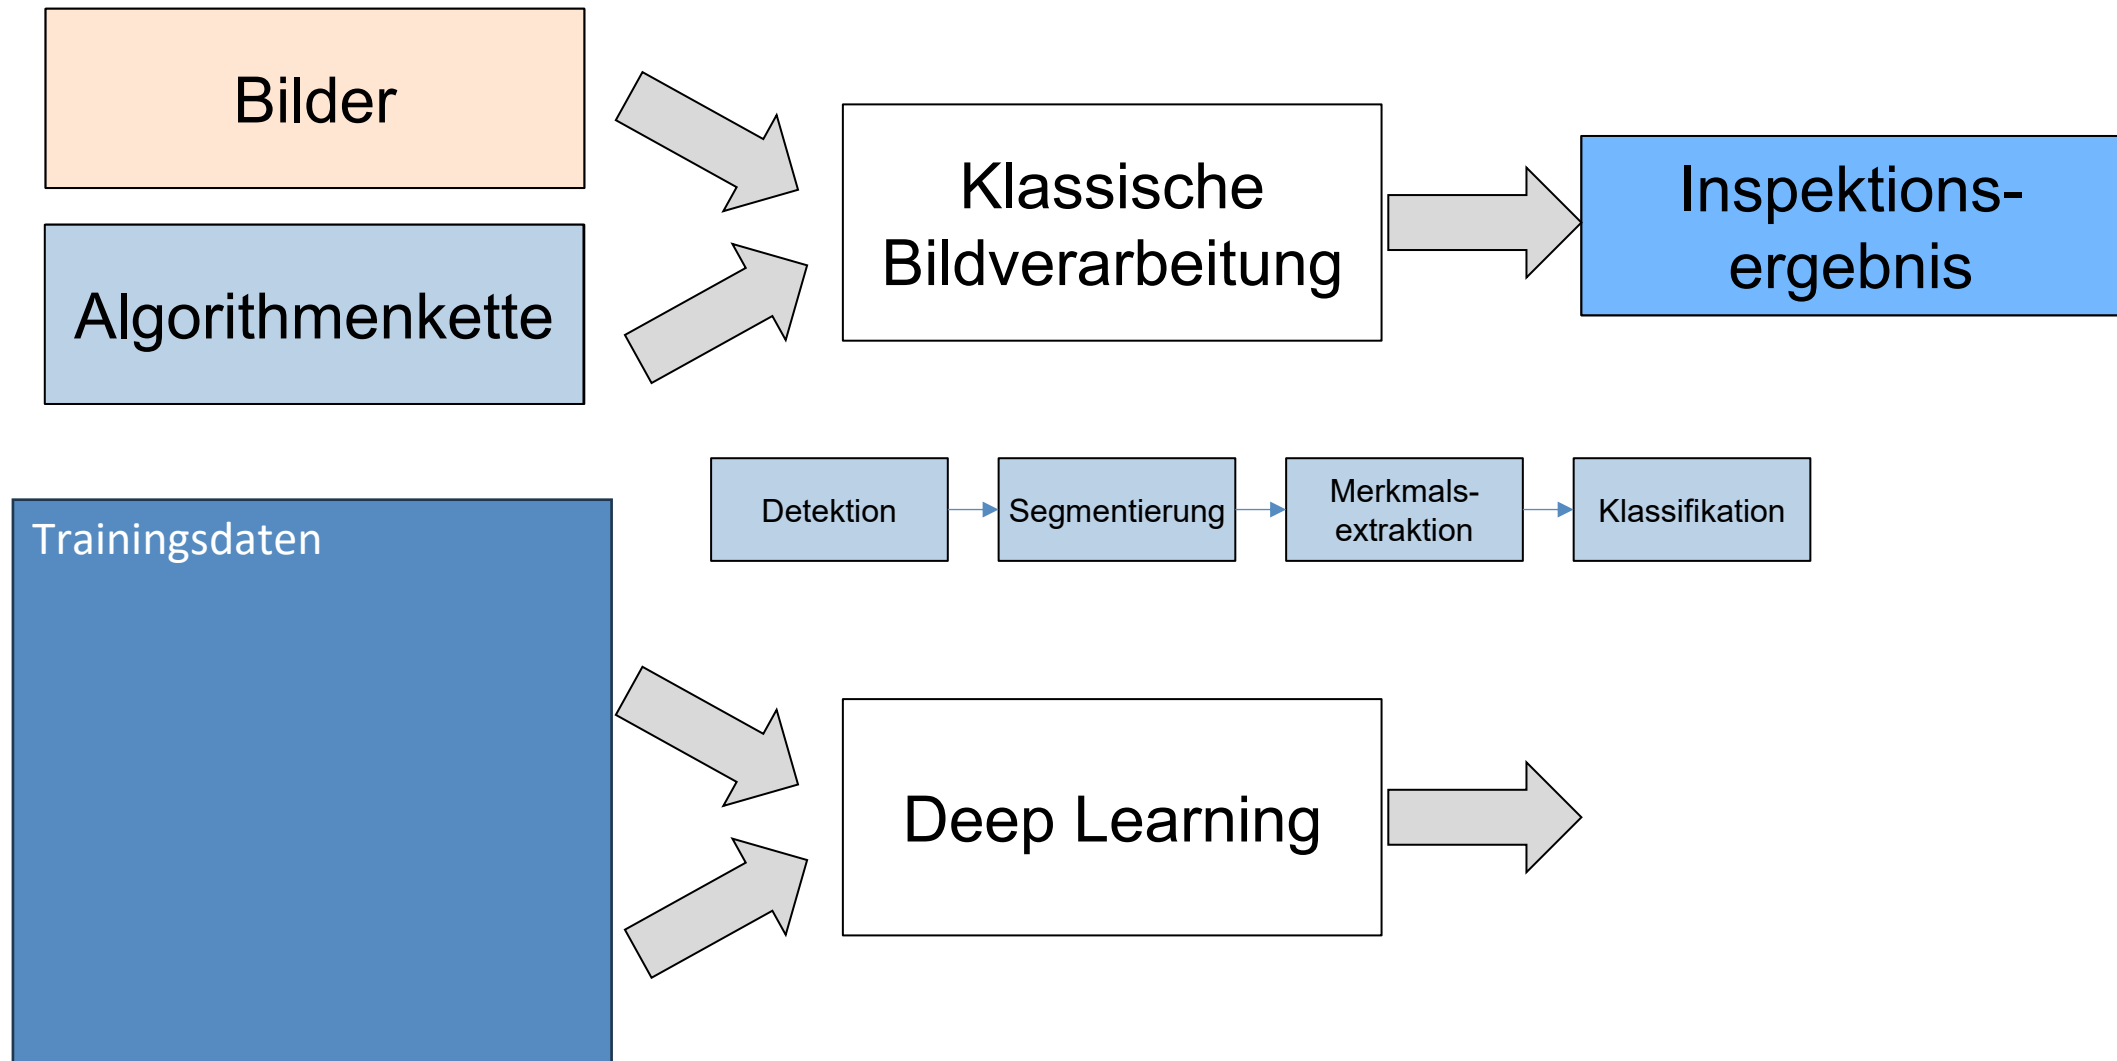 Bilder
Algorithmenkette
Klassische
Bildverarbeitung
Inspektions-
ergebnis
Detektion
Segmentierung
Merkmals-
extraktion
Klassifikation
Trainingsdaten
Deep Learning